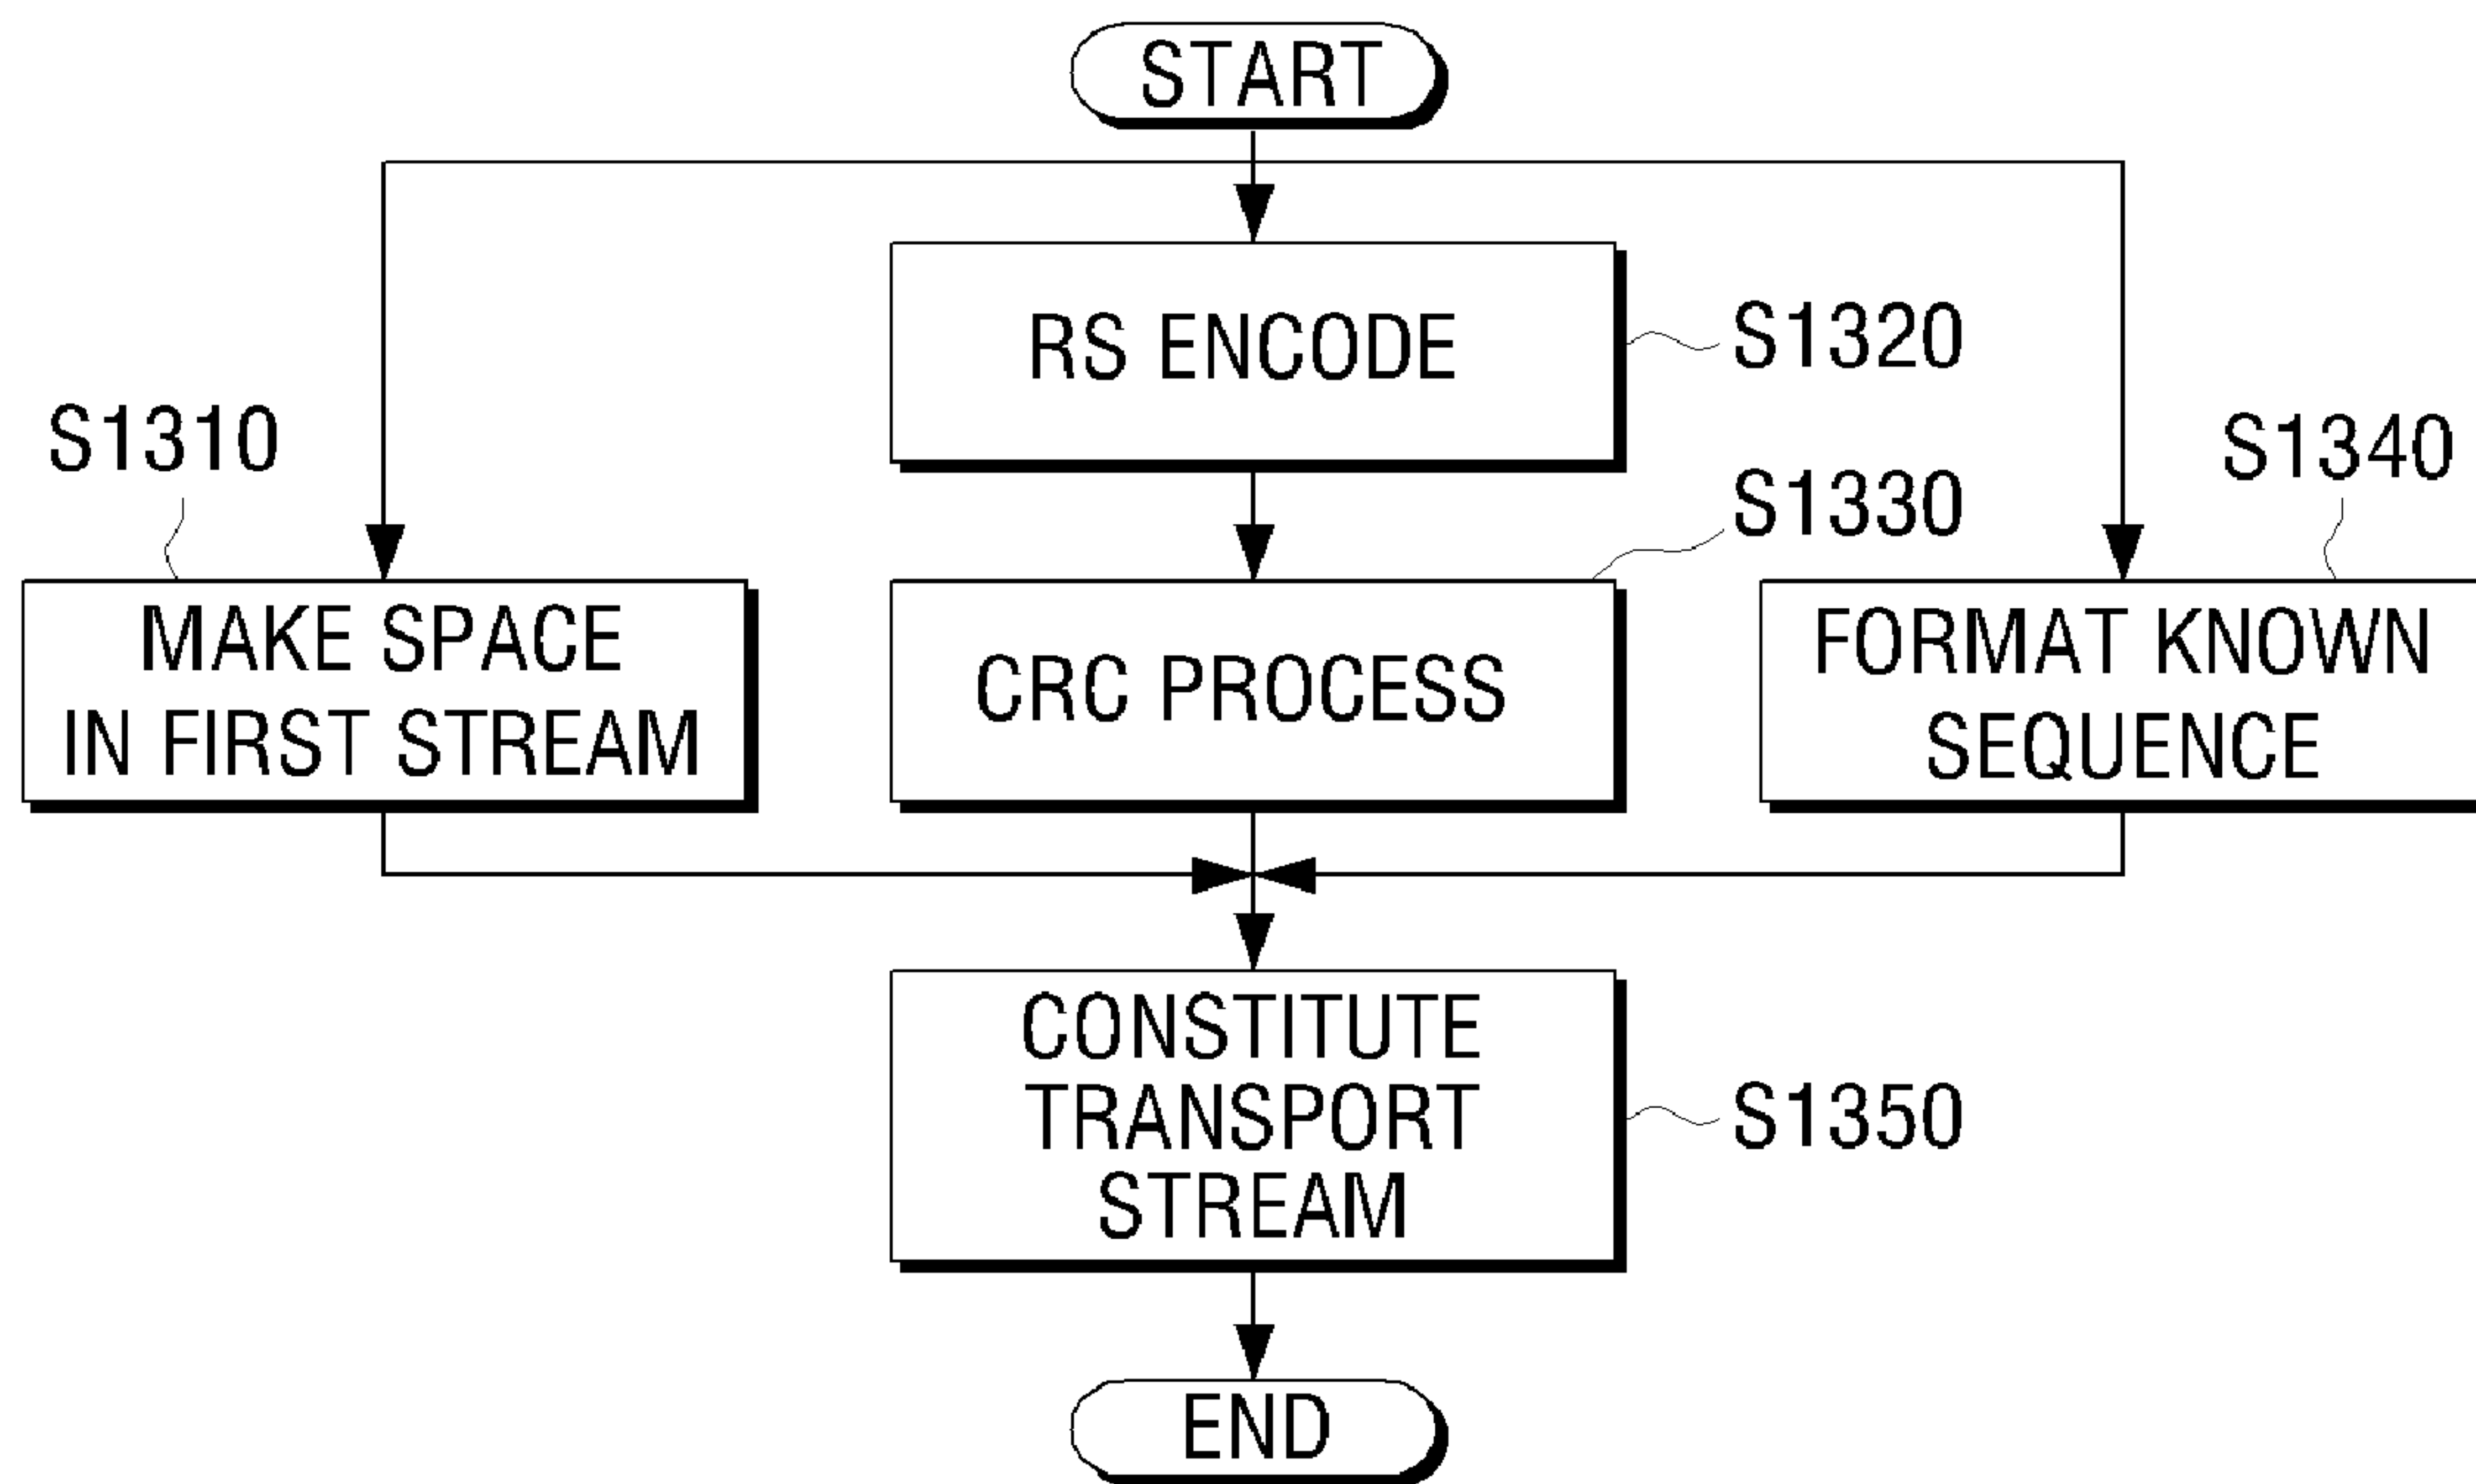 START
RS ENCODE
S1320
S1310
S1330
S1340
MAKE SPACE
IN FIRST STREAM
CRC PROCESS
FORMAT KNOWN
SEQUENCE
CONSTITUTE
TRANSPORT
STREAM
S1350
END